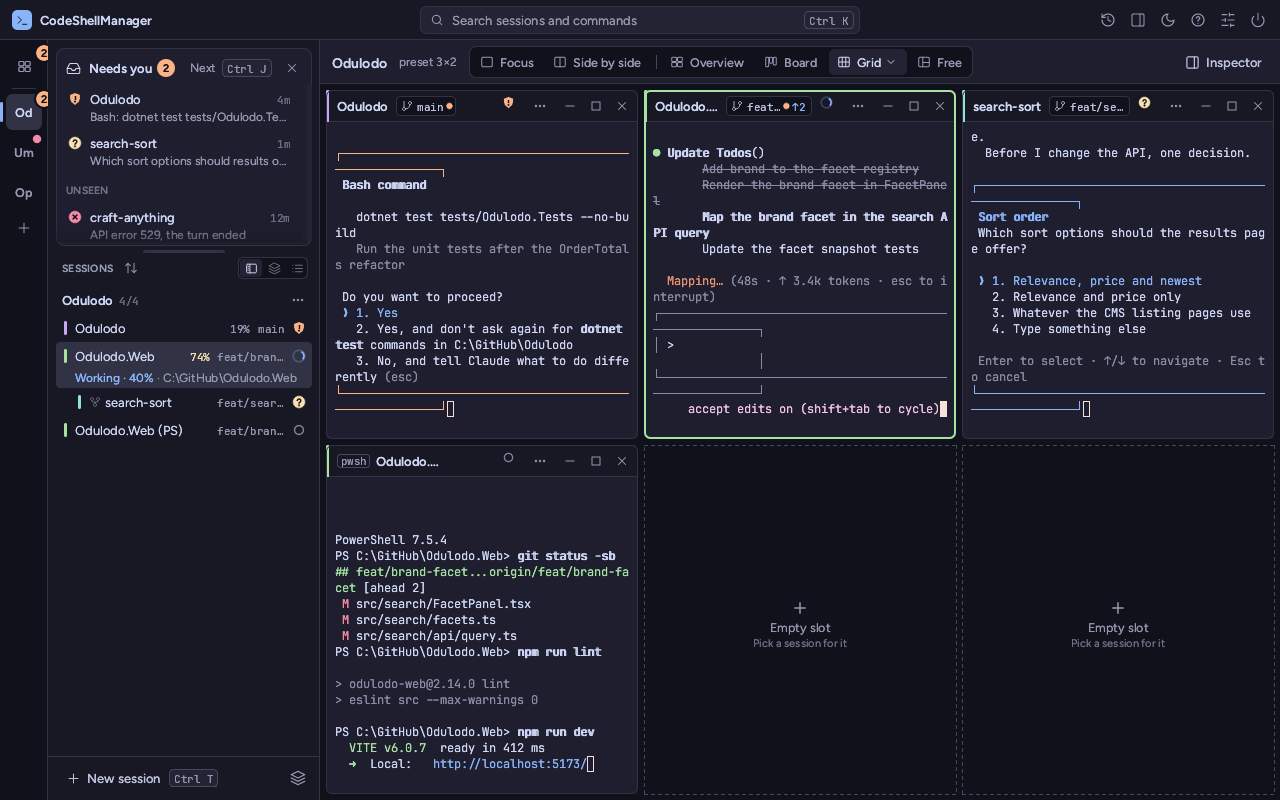 CodeShellManager
Search sessions and commands
Ctrl K
2
Od
2
Um
Op
Needs you 2
Next Ctrl J
Odulodo 4m
Bash: dotnet test tests/Odulodo.Te…
search-sort 1m
Which sort options should results o…
UNSEEN
craft-anything 12m
API error 529, the turn ended
SESSIONS
Odulodo 4/4
Odulodo 19% main
Odulodo.Web 74% feat/bran…
Working · 40% · C:\GitHub\Odulodo.Web
search-sort feat/sear…
Odulodo.Web (PS) feat/bran…
New session Ctrl T
Odulodo preset 3×2
Focus
Side by side
Overview
Board
Grid
Free
Inspector
Odulodo main
Bash command
dotnet test tests/Odulodo.Tests --no-bu
ild
Run the unit tests after the OrderTotal
s refactor
Do you want to proceed?
❯ 1. Yes
2. Yes, and don't ask again for dotnet
test commands in C:\GitHub\Odulodo
3. No, and tell Claude what to do diffe
rently (esc)
Odulodo.… feat… ↑2
● Update Todos()
Add brand to the facet registry
Render the brand facet in FacetPane
l
Map the brand facet in the search A
PI query
Update the facet snapshot tests
Mapping… (48s · ↑ 3.4k tokens · esc to i
nterrupt)
>
accept edits on (shift+tab to cycle)
search-sort feat/se…
e.
Before I change the API, one decision.
Sort order
Which sort options should the results pag
e offer?
❯ 1. Relevance, price and newest
2. Relevance and price only
3. Whatever the CMS listing pages use
4. Type something else
Enter to select · ↑/↓ to navigate · Esc t
o cancel
pwsh Odulodo.…
PowerShell 7.5.4
PS C:\GitHub\Odulodo.Web> git status -sb
## feat/brand-facet...origin/feat/brand-fa
cet [ahead 2]
M src/search/FacetPanel.tsx
M src/search/facets.ts
M src/search/api/query.ts
PS C:\GitHub\Odulodo.Web> npm run lint
> odulodo-web@2.14.0 lint
> eslint src --max-warnings 0
PS C:\GitHub\Odulodo.Web> npm run dev
VITE v6.0.7 ready in 412 ms
➜ Local: http://localhost:5173/
Empty slot
Pick a session for it
Empty slot
Pick a session for it